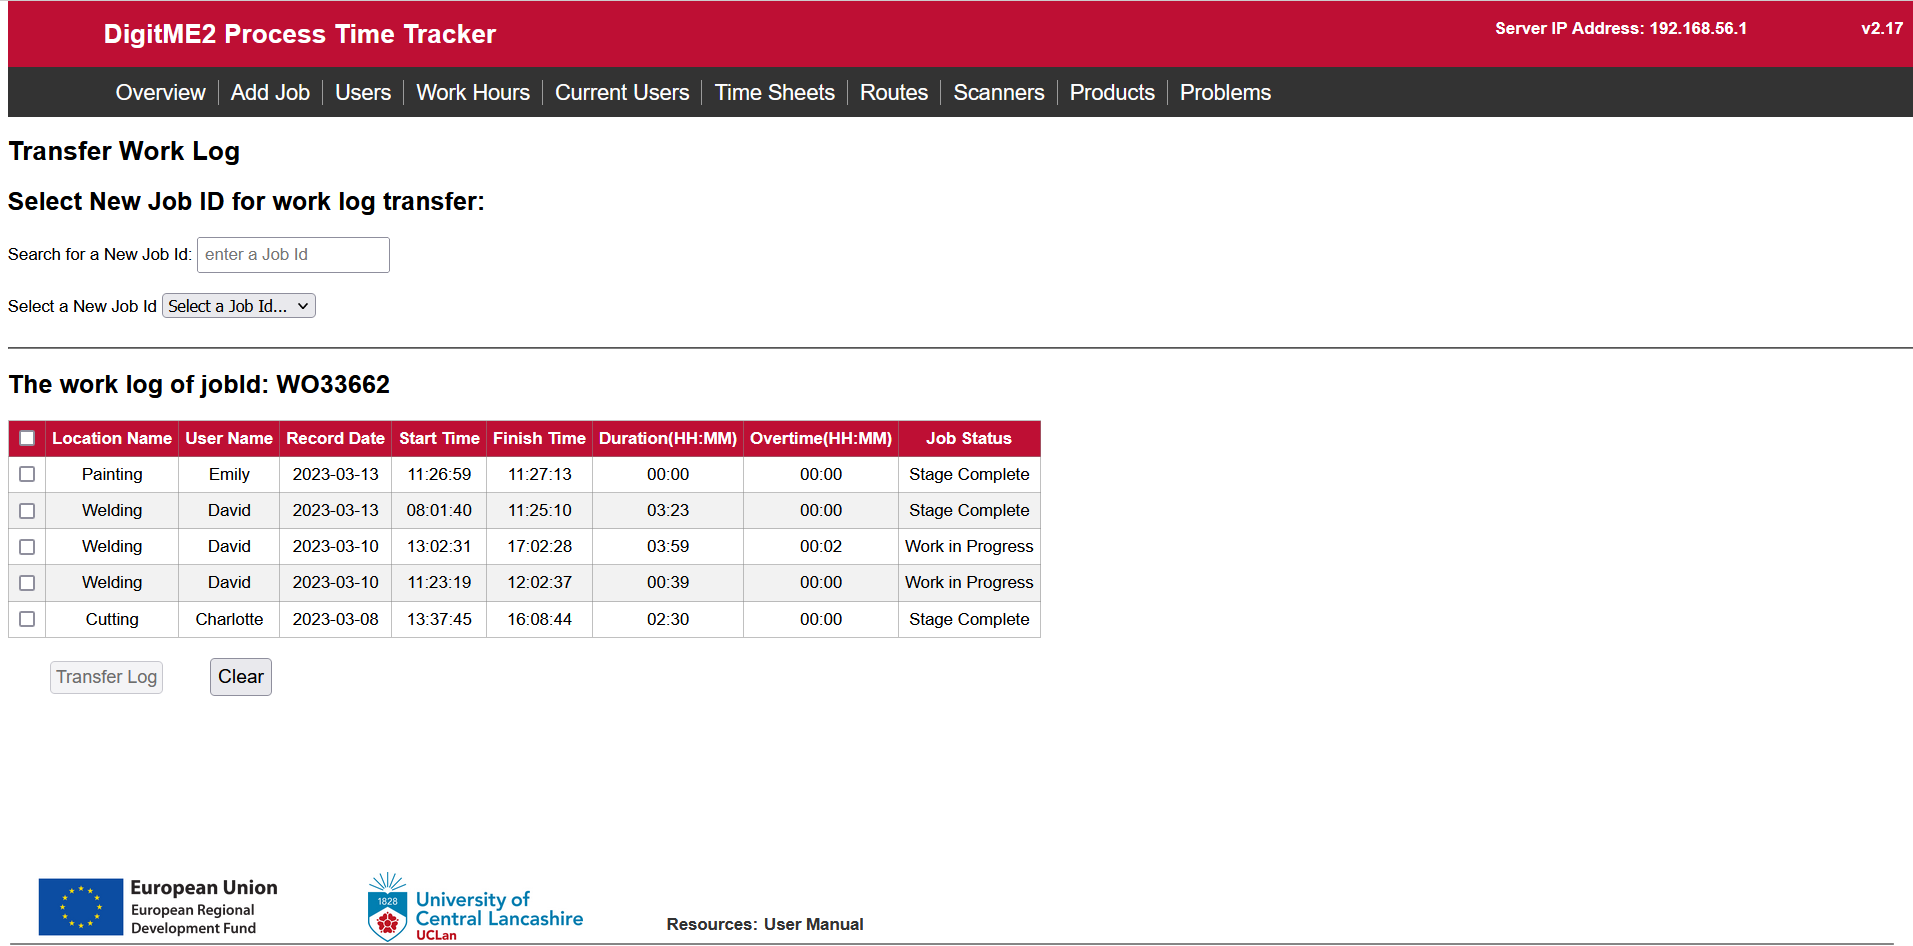 DigitME2 Process Time Tracker
Server IP Address: 192.168.56.1
v2.17
Overview Add Job Users Work Hours Current Users Time Sheets Routes Scanners Products Problems
Transfer Work Log
Select New Job ID for work log transfer:
Search for a New Job Id: enter a Job Id
Select a New Job Id Select a Job Id...
The work log of jobId: WO33662
Location Name User Name Record Date Start Time Finish Time Duration(HH:MM) Overtime(HH:MM) Job Status
Painting Emily 2023-03-13 11:26:59 11:27:13 00:00 00:00 Stage Complete
Welding David 2023-03-13 08:01:40 11:25:10 03:23 00:00 Stage Complete
Welding David 2023-03-10 13:02:31 17:02:28 03:59 00:02 Work in Progress
Welding David 2023-03-10 11:23:19 12:02:37 00:39 00:00 Work in Progress
Cutting Charlotte 2023-03-08 13:37:45 16:08:44 02:30 00:00 Stage Complete
Transfer Log Clear
European Union
European Regional
Development Fund
1828
University of
Central Lancashire
UCLan
Resources: User Manual